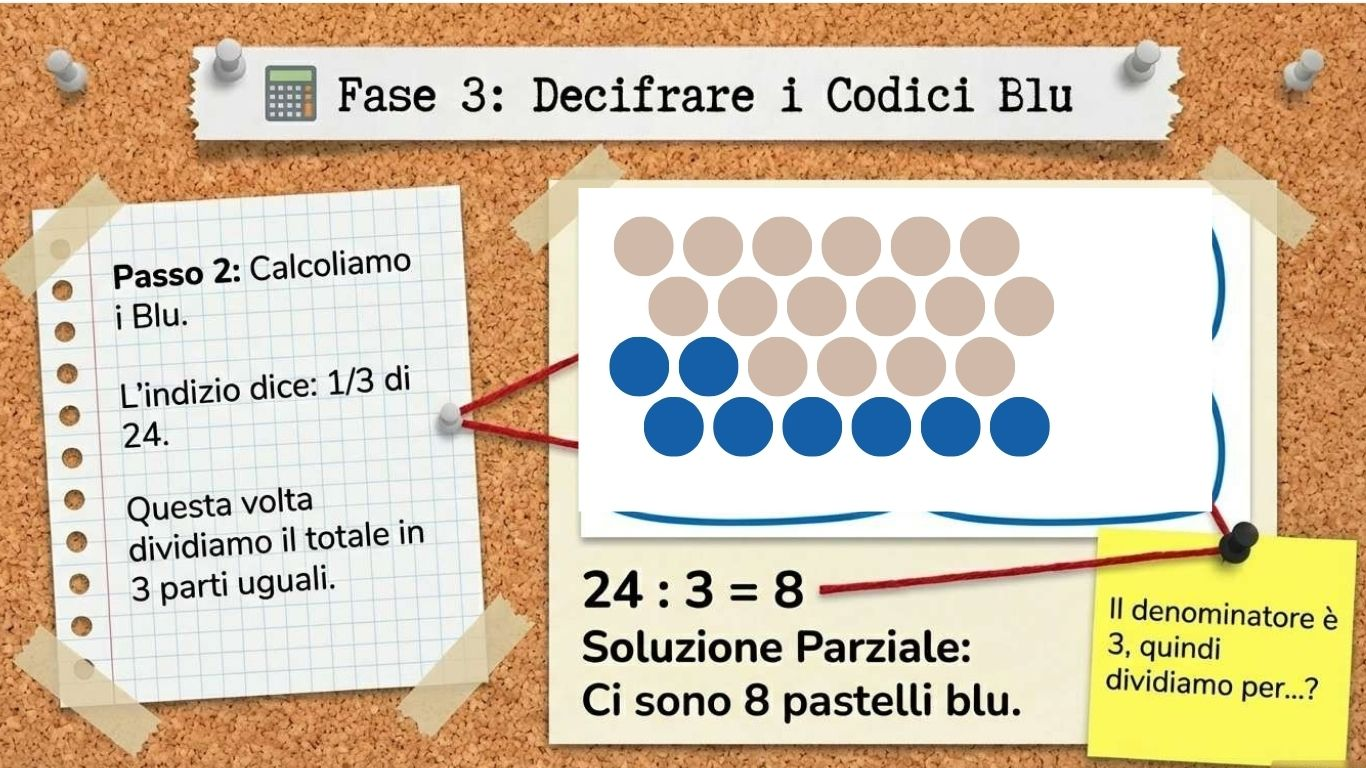 Fase 3: Decifrare i Codici Blu
Passo 2: Calcoliamo
i Blu.
L'indizio dice: 1/3 di
24.
Questa volta
dividiamo il totale in
3 parti uguali.
24 : 3 = 8
Soluzione Parziale:
Ci sono 8 pastelli blu.
Il denominatore è
3, quindi
dividiamo per...?